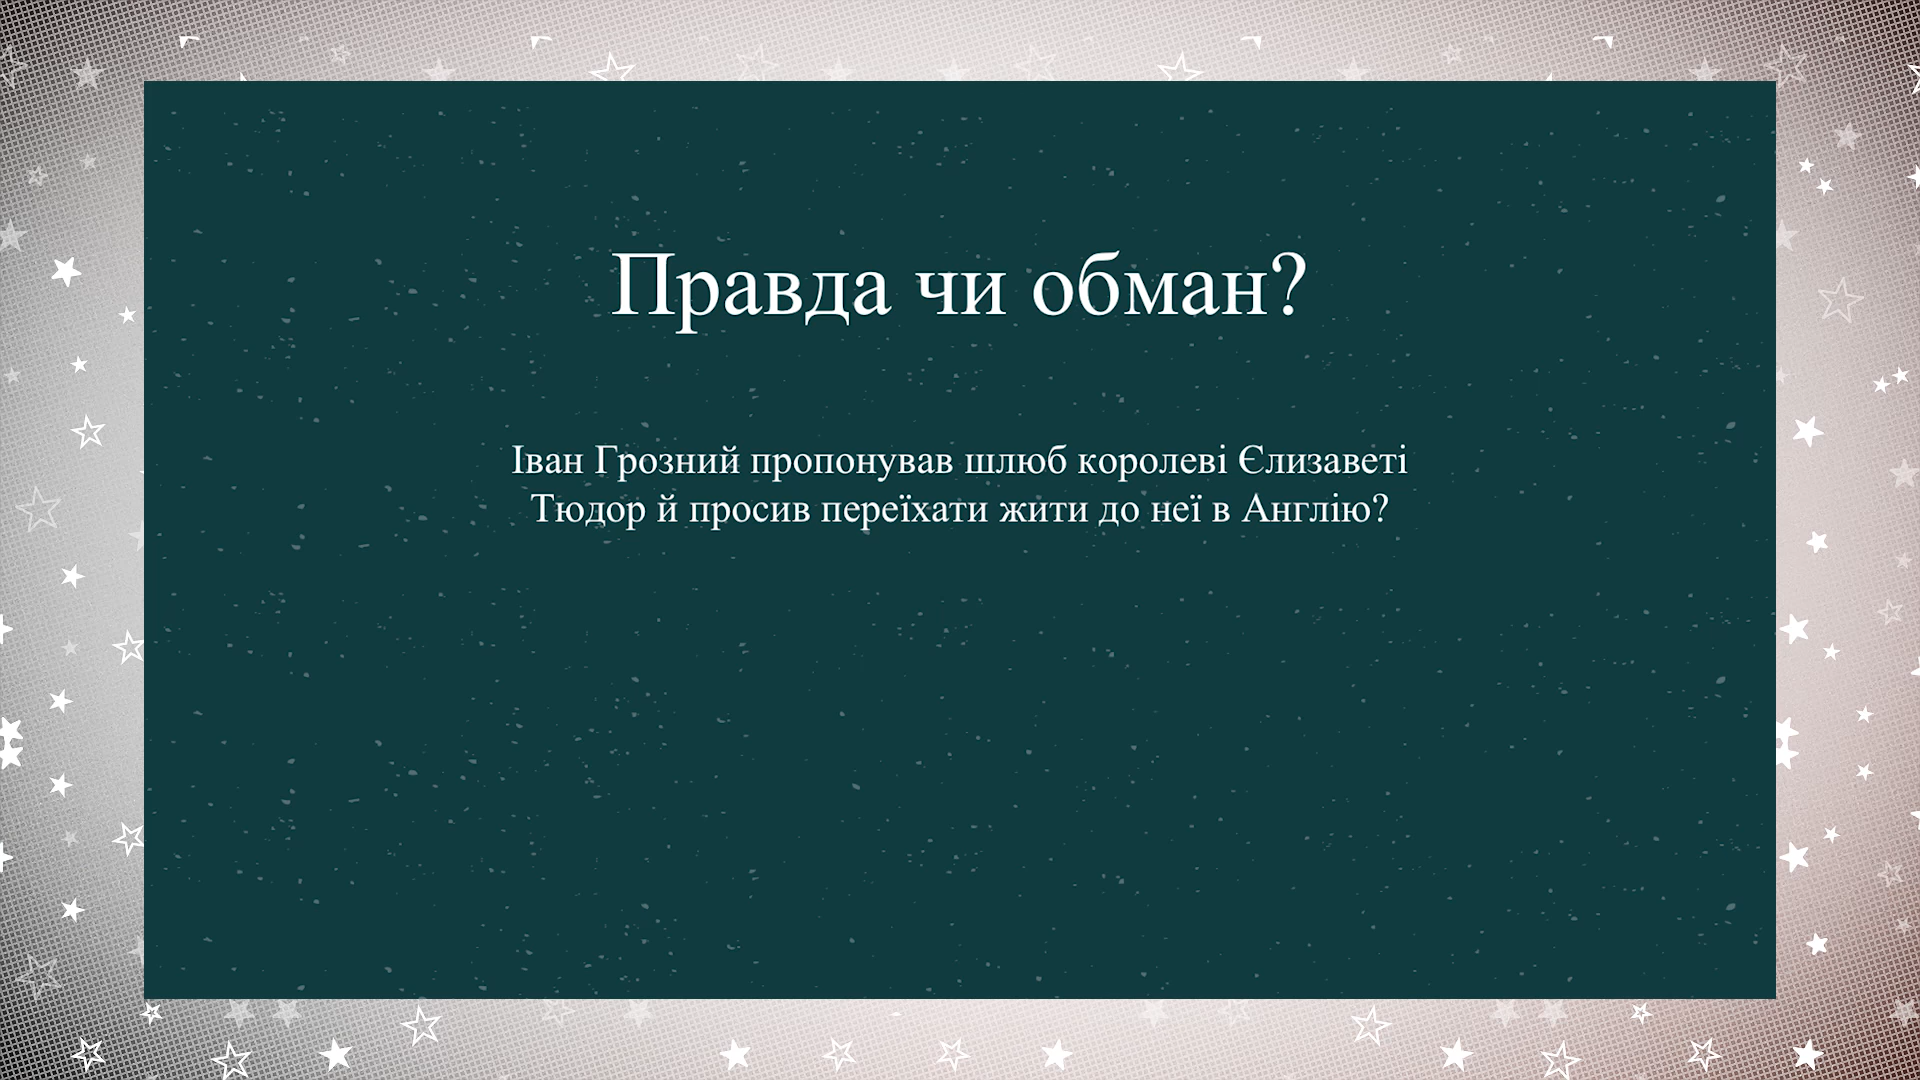 Правда чи обман?
Іван Грозний пропонував шлюб королеві Єлизаветі
Тюдор й просив переїхати жити до неї в Англію?